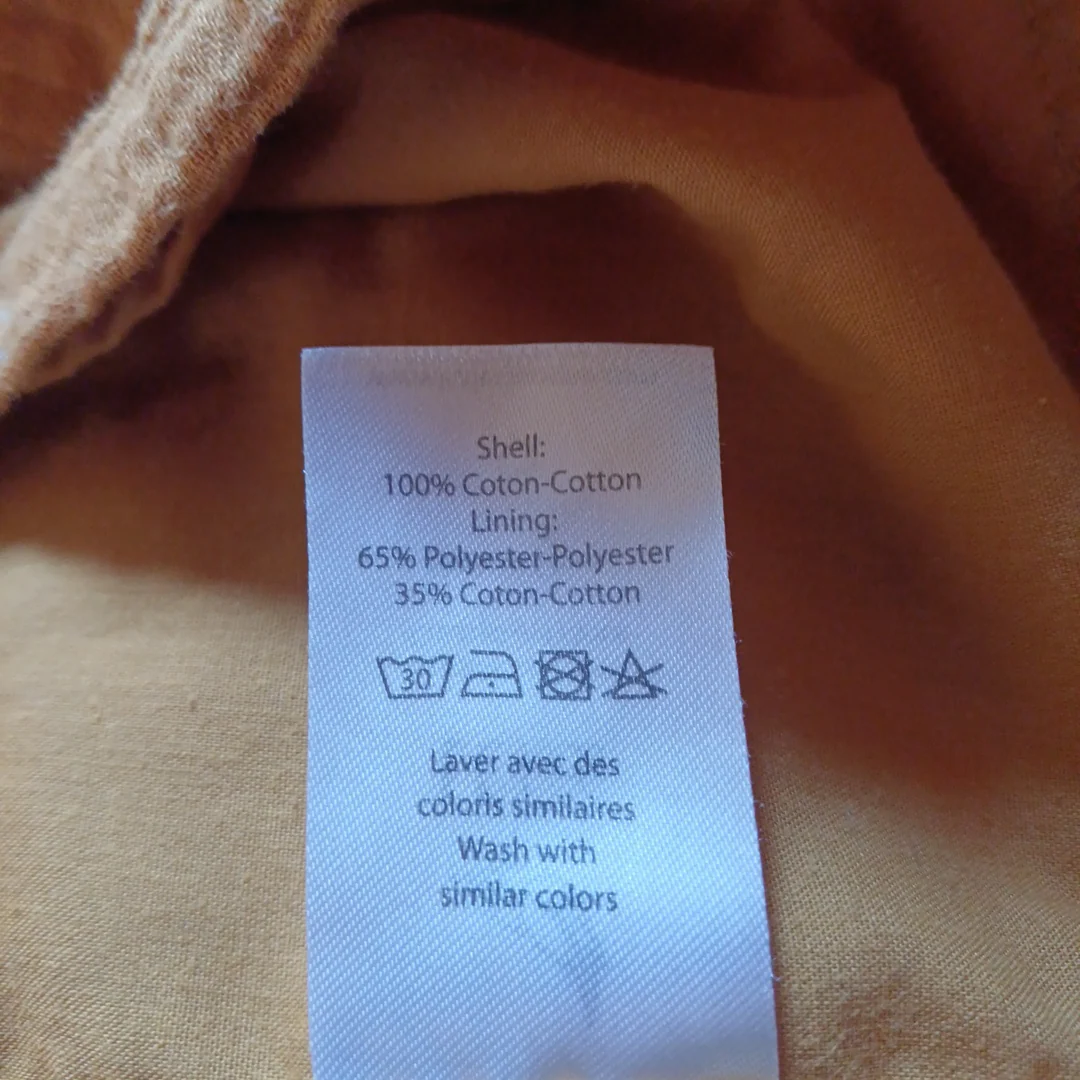 Shell:
100% Coton-Cotton
Lining:
65% Polyester-Polyester
35% Coton-Cotton
30
Laver avec des
coloris similaires
Wash with
similar colors